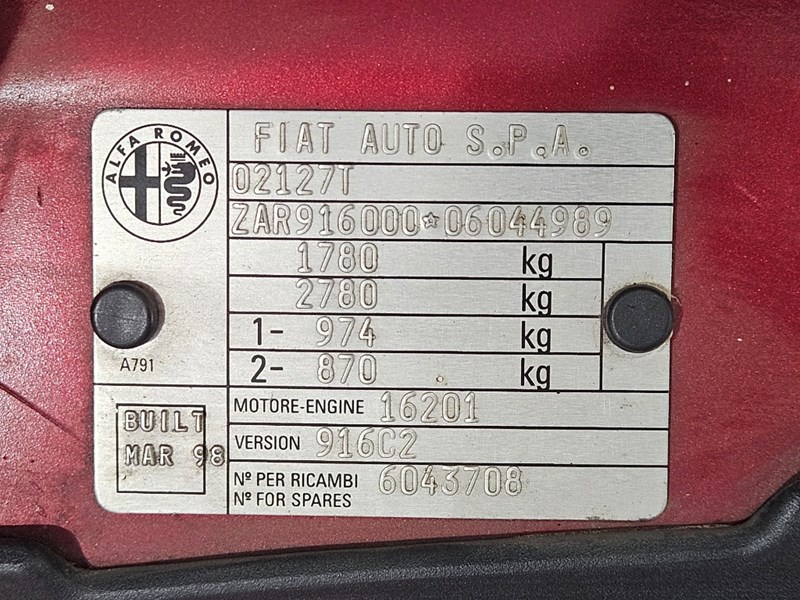 ALFA ROMEO
FIAT AUTO S.P.A.
02127T
ZAR916000*06044989
1780 kg
2780 kg
1- 974 kg
2- 870 kg
A791
MOTORE-ENGINE 16201
VERSION 916C2
Nº PER RICAMBI
Nº FOR SPARES 6043708
BUILT
MAR 98